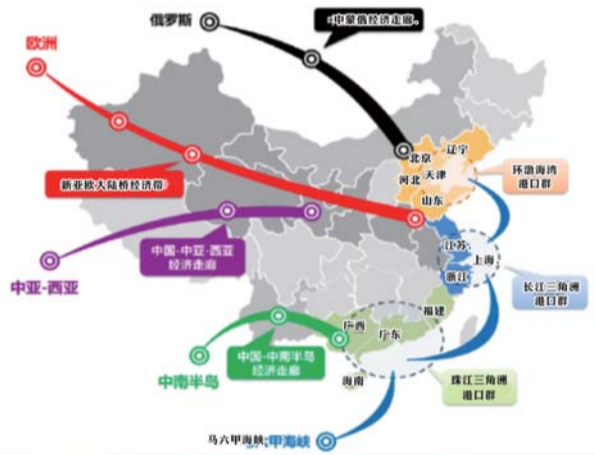 俄罗斯
·中蒙俄经济走廊.
欧洲
北京
辽宁
天津
河北
山东
环渤海湾
港口群
新亚欧大陆桥经济带
中国-中亚-西亚
经济走廊
中亚-西亚
江苏
上海
浙江
长江三角洲
港口群
福建
广西
广东
中国-中南半岛
经济走廊
中南半岛
海南
珠江三角洲
港口群
马六甲海峡
甲海峡